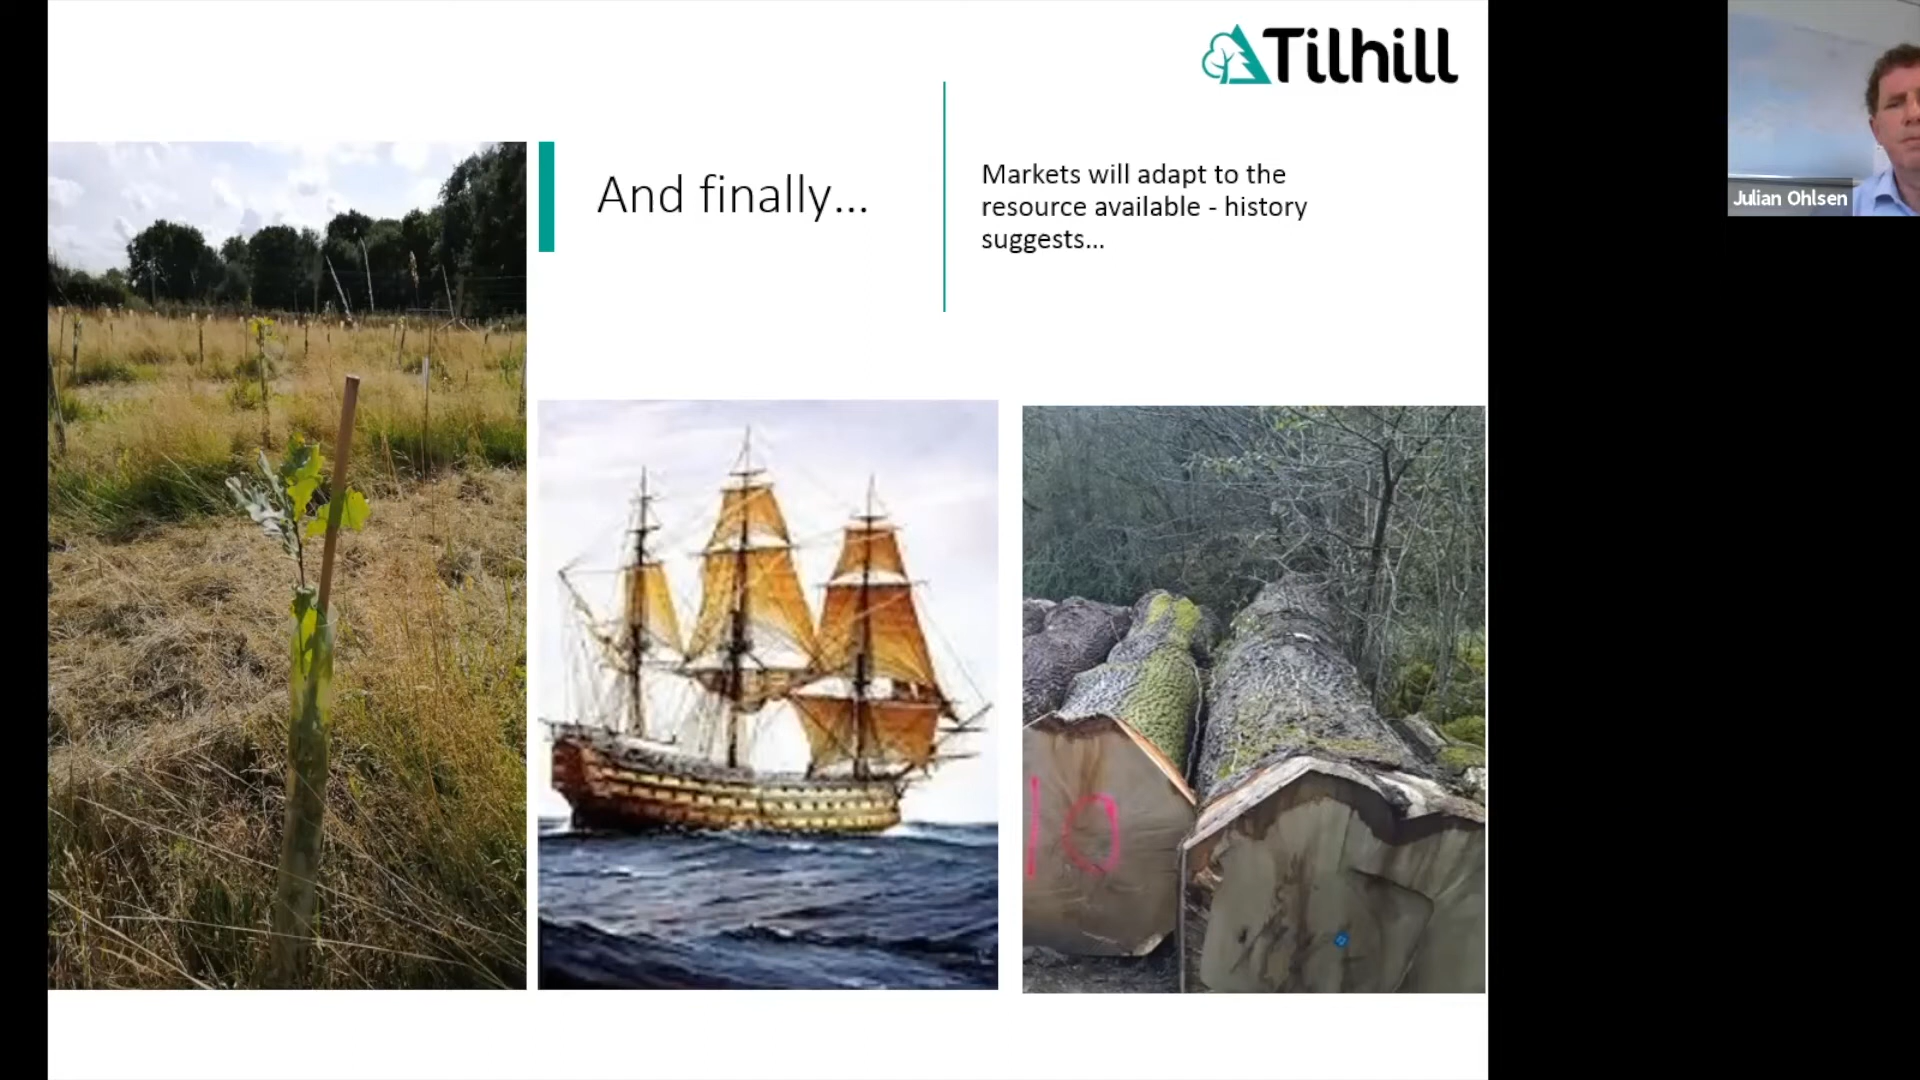 Tilhill
And finally...
Markets will adapt to the
resource available - history
suggests...
10
Julian Ohlsen